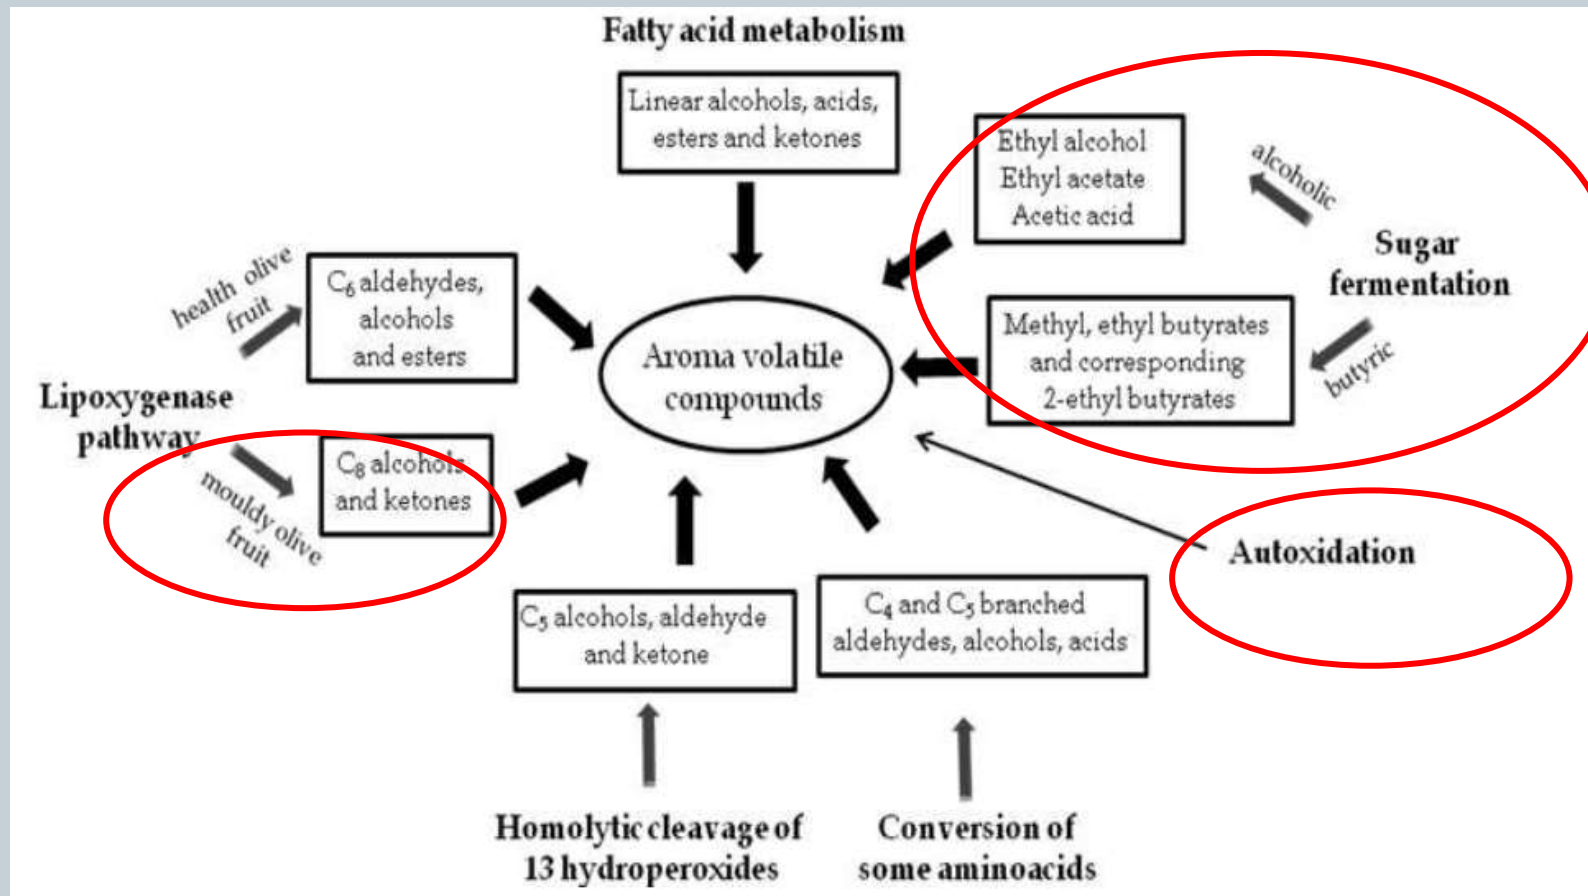 Fatty acid metabolism
Linear alcohols, acids,
esters and ketones
Ethyl alcohol
Ethyl acetate
Acetic acid
alcoholic
Sugar
fermentation
health olive
fruit
C₆ aldehydes,
alcohols
and esters
Aroma volatile
compounds
Methyl, ethyl butyrates
and corresponding
2-ethyl butyrates
butyric
Lipoxygenase
pathway
mouldy olive
fruit
C₈ alcohols
and ketones
Autoxidation
C₅ alcohols, aldehyde
and ketone
C₄ and C₅ branched
aldehydes, alcohols, acids
Homolytic cleavage of
13 hydroperoxides
Conversion of
some aminoacids